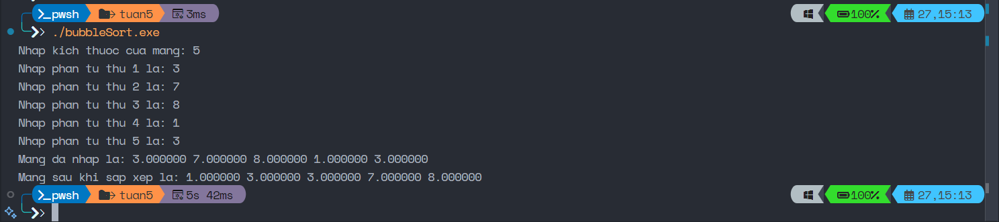 pwsh tuan5 3ms 100% 27,15:13
./bubbleSort.exe
Nhap kich thuoc cua mang: 5
Nhap phan tu thu 1 la: 3
Nhap phan tu thu 2 la: 7
Nhap phan tu thu 3 la: 8
Nhap phan tu thu 4 la: 1
Nhap phan tu thu 5 la: 3
Mang da nhap la: 3.000000 7.000000 8.000000 1.000000 3.000000
Mang sau khi sap xep la: 1.000000 3.000000 3.000000 7.000000 8.000000
pwsh tuan5 5s 42ms 100% 27,15:13